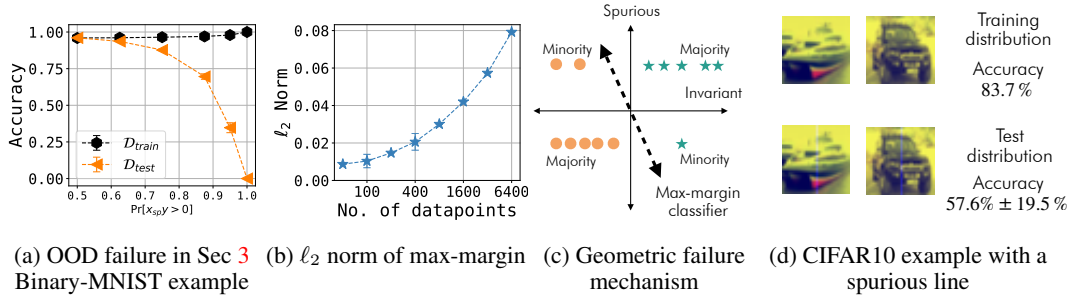 Accuracy
1.00
0.75
0.50
0.25
0.00
D_train
D_test
0.5 0.6 0.7 0.8 0.9 1.0
Pr[x_sp y > 0]
ℓ2 Norm
0.08
0.06
0.04
0.02
0.00
100 400 1600 6400
No. of datapoints
Spurious
Minority
Majority
Invariant
Majority
Minority
Max-margin
classifier
Training
distribution
Accuracy
83.7 %
Test
distribution
Accuracy
57.6% ± 19.5 %
(a) OOD failure in Sec 3
Binary-MNIST example
(b) ℓ2 norm of max-margin
(c) Geometric failure
mechanism
(d) CIFAR10 example with a
spurious line